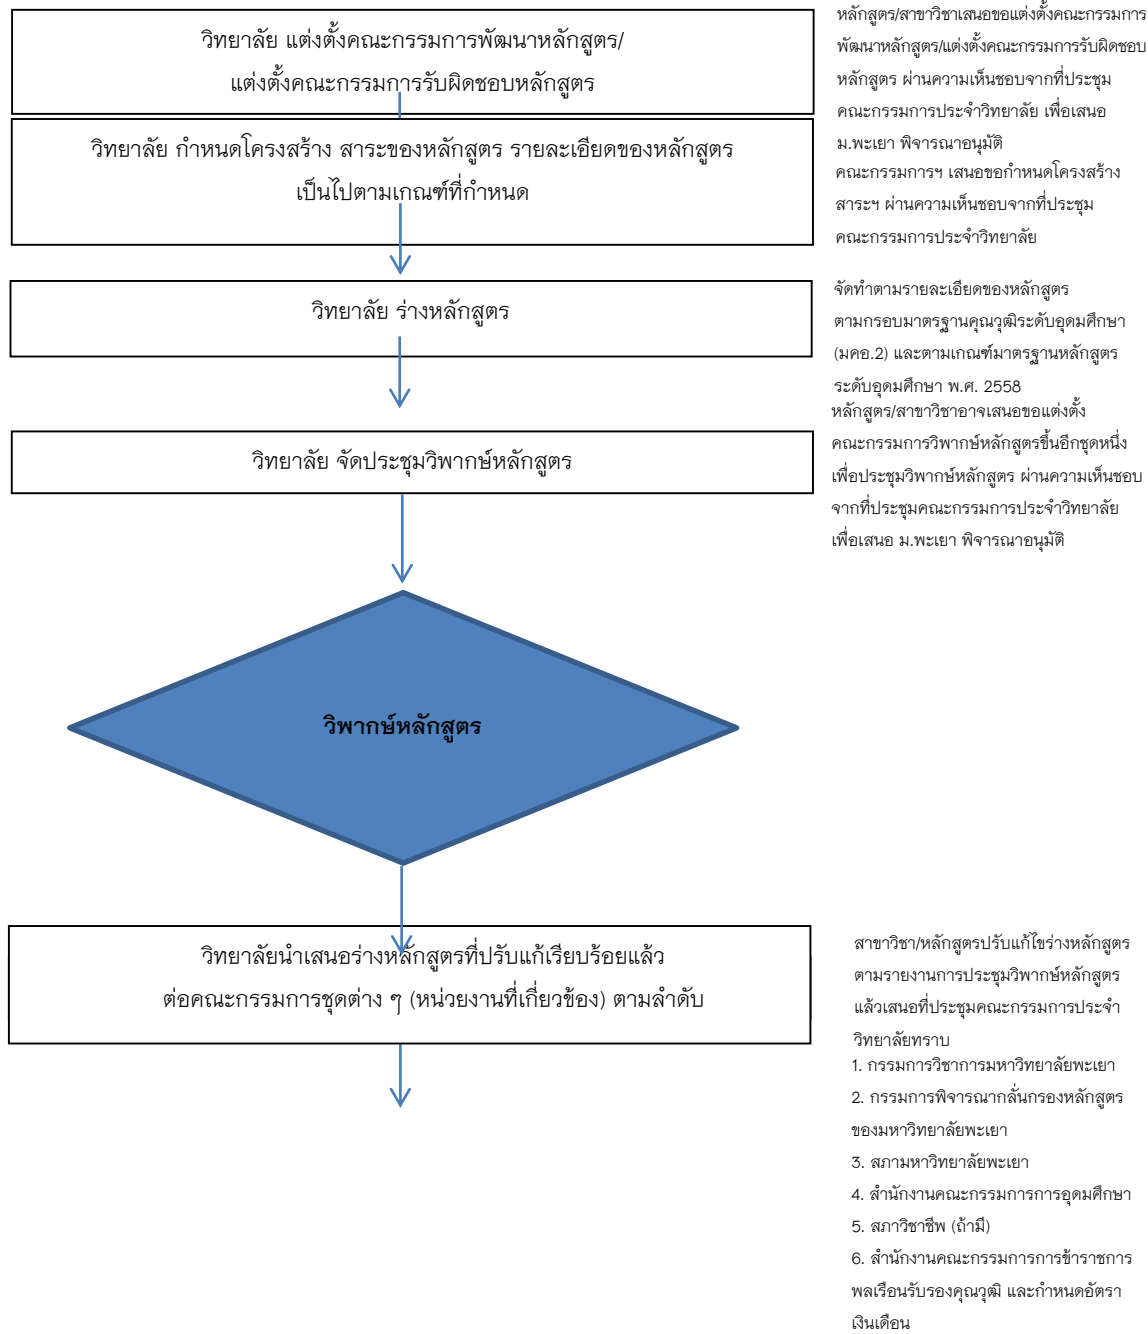 วิทยาลัย แต่งตั้งคณะกรรมการพัฒนาหลักสูตร/
แต่งตั้งคณะกรรมการรับผิดชอบหลักสูตร
หลักสูตร/สาขาวิชาเสนอขอแต่งตั้งคณะกรรมการ
พัฒนาหลักสูตร/แต่งตั้งคณะกรรมการรับผิดชอบ
หลักสูตร ผ่านความเห็นชอบจากที่ประชุม
คณะกรรมการประจำวิทยาลัย เพื่อเสนอ
ม.พะเยา พิจารณาอนุมัติ
วิทยาลัย กำหนดโครงสร้าง สาระของหลักสูตร รายละเอียดของหลักสูตร
เป็นไปตามเกณฑ์ที่กำหนด
คณะกรรมการฯ เสนอขอกำหนดโครงสร้าง
สาระฯ ผ่านความเห็นชอบจากที่ประชุม
คณะกรรมการประจำวิทยาลัย
วิทยาลัย ร่างหลักสูตร
จัดทำตามรายละเอียดของหลักสูตร
ตามกรอบมาตรฐานคุณวุฒิระดับอุดมศึกษา
(มคอ.2) และตามเกณฑ์มาตรฐานหลักสูตร
ระดับอุดมศึกษา พ.ศ. 2558
วิทยาลัย จัดประชุมวิพากษ์หลักสูตร
หลักสูตร/สาขาวิชาอาจเสนอขอแต่งตั้ง
คณะกรรมการวิพากษ์หลักสูตรขึ้นอีกชุดหนึ่ง
เพื่อประชุมวิพากษ์หลักสูตร ผ่านความเห็นชอบ
จากที่ประชุมคณะกรรมการประจำวิทยาลัย
เพื่อเสนอ ม.พะเยา พิจารณาอนุมัติ
วิพากษ์หลักสูตร
วิทยาลัยนำเสนอร่างหลักสูตรที่ปรับแก้เรียบร้อยแล้ว
ต่อคณะกรรมการชุดต่าง ๆ (หน่วยงานที่เกี่ยวข้อง) ตามลำดับ
สาขาวิชา/หลักสูตรปรับแก้ไขร่างหลักสูตร
ตามรายงานการประชุมวิพากษ์หลักสูตร
แล้วเสนอที่ประชุมคณะกรรมการประจำ
วิทยาลัยทราบ
1. กรรมการวิชาการมหาวิทยาลัยพะเยา
2. กรรมการพิจารณากลั่นกรองหลักสูตร
ของมหาวิทยาลัยพะเยา
3. สภามหาวิทยาลัยพะเยา
4. สำนักงานคณะกรรมการการอุดมศึกษา
5. สภาวิชาชีพ (ถ้ามี)
6. สำนักงานคณะกรรมการการข้าราชการ
พลเรือนรับรองคุณวุฒิ และกำหนดอัตรา
เงินเดือน